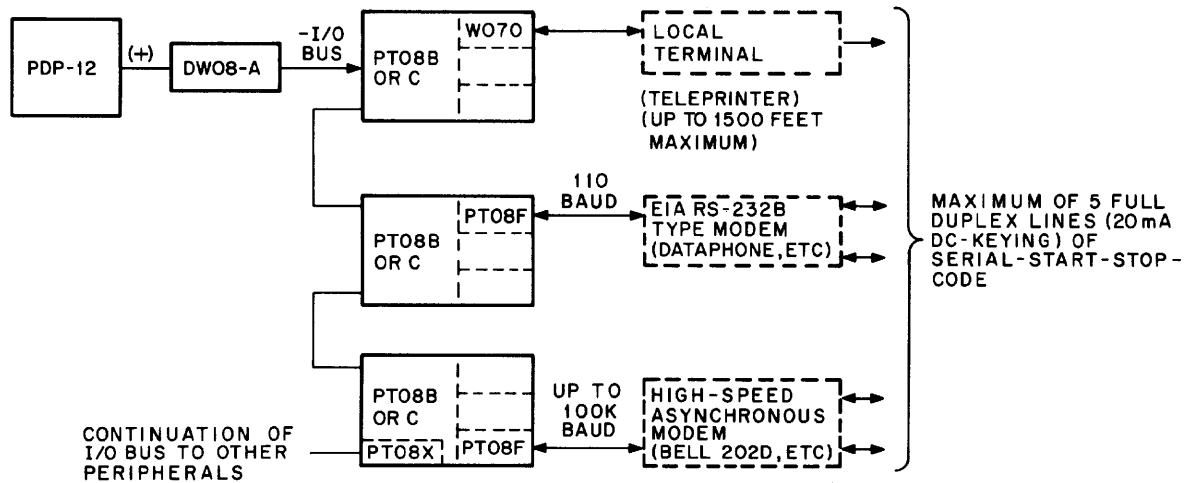 PDP-12
(+)
DW08-A
-I/O
BUS
PT08B
OR C
W070
LOCAL
TERMINAL
(TELEPRINTER)
(UP TO 1500 FEET
MAXIMUM)
PT08B
OR C
PT08F
110
BAUD
EIA RS-232B
TYPE MODEM
(DATAPHONE,ETC)
MAXIMUM OF 5 FULL
DUPLEX LINES (20mA
DC-KEYING) OF
SERIAL-START-STOP-
CODE
PT08B
OR C
PT08X
PT08F
UP TO
100K
BAUD
HIGH-SPEED
ASYNCHRONOUS
MODEM
(BELL 202D, ETC)
CONTINUATION OF
I/O BUS TO OTHER
PERIPHERALS